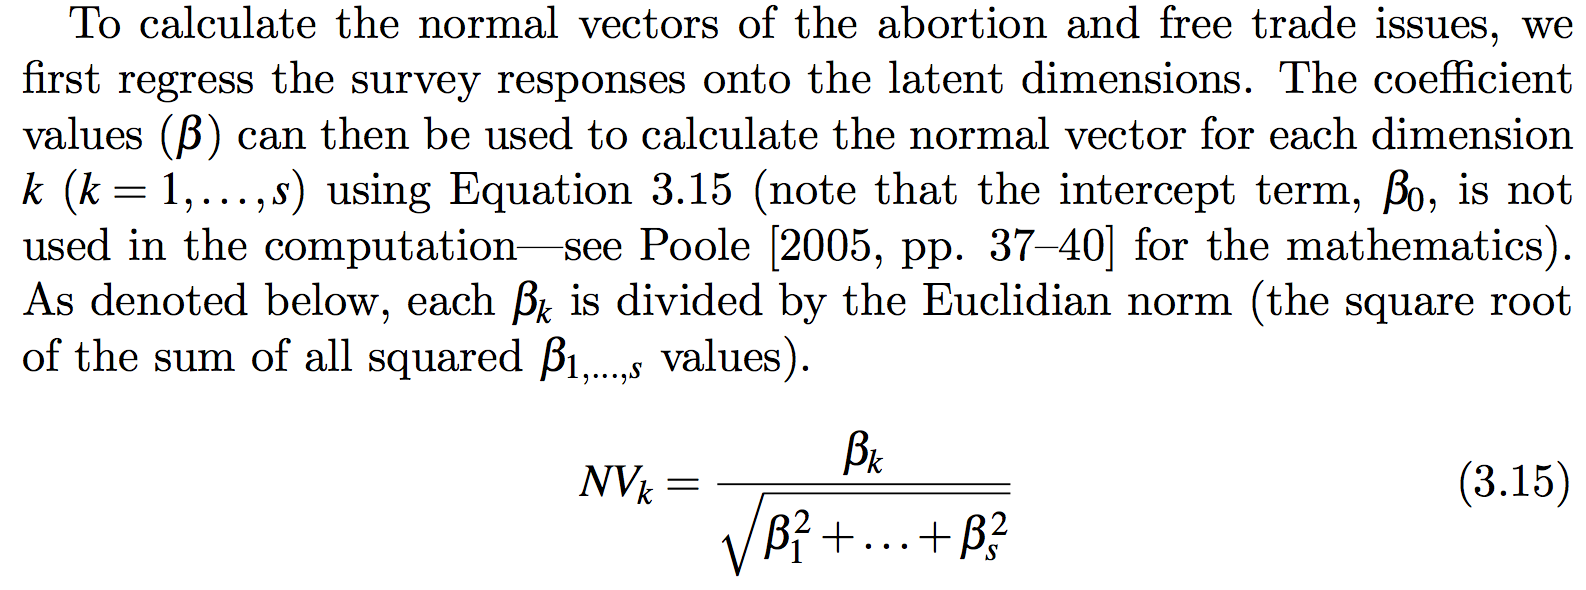 To calculate the normal vectors of the abortion and free trade issues, we
first regress the survey responses onto the latent dimensions. The coefficient
values (β) can then be used to calculate the normal vector for each dimension
k (k = 1,...,s) using Equation 3.15 (note that the intercept term, β₀, is not
used in the computation—see Poole [2005, pp. 37–40] for the mathematics).
As denoted below, each βₖ is divided by the Euclidian norm (the square root
of the sum of all squared β₁,...,ₛ values).
NVₖ = βₖ / √(β₁² + ... + βₛ²) (3.15)